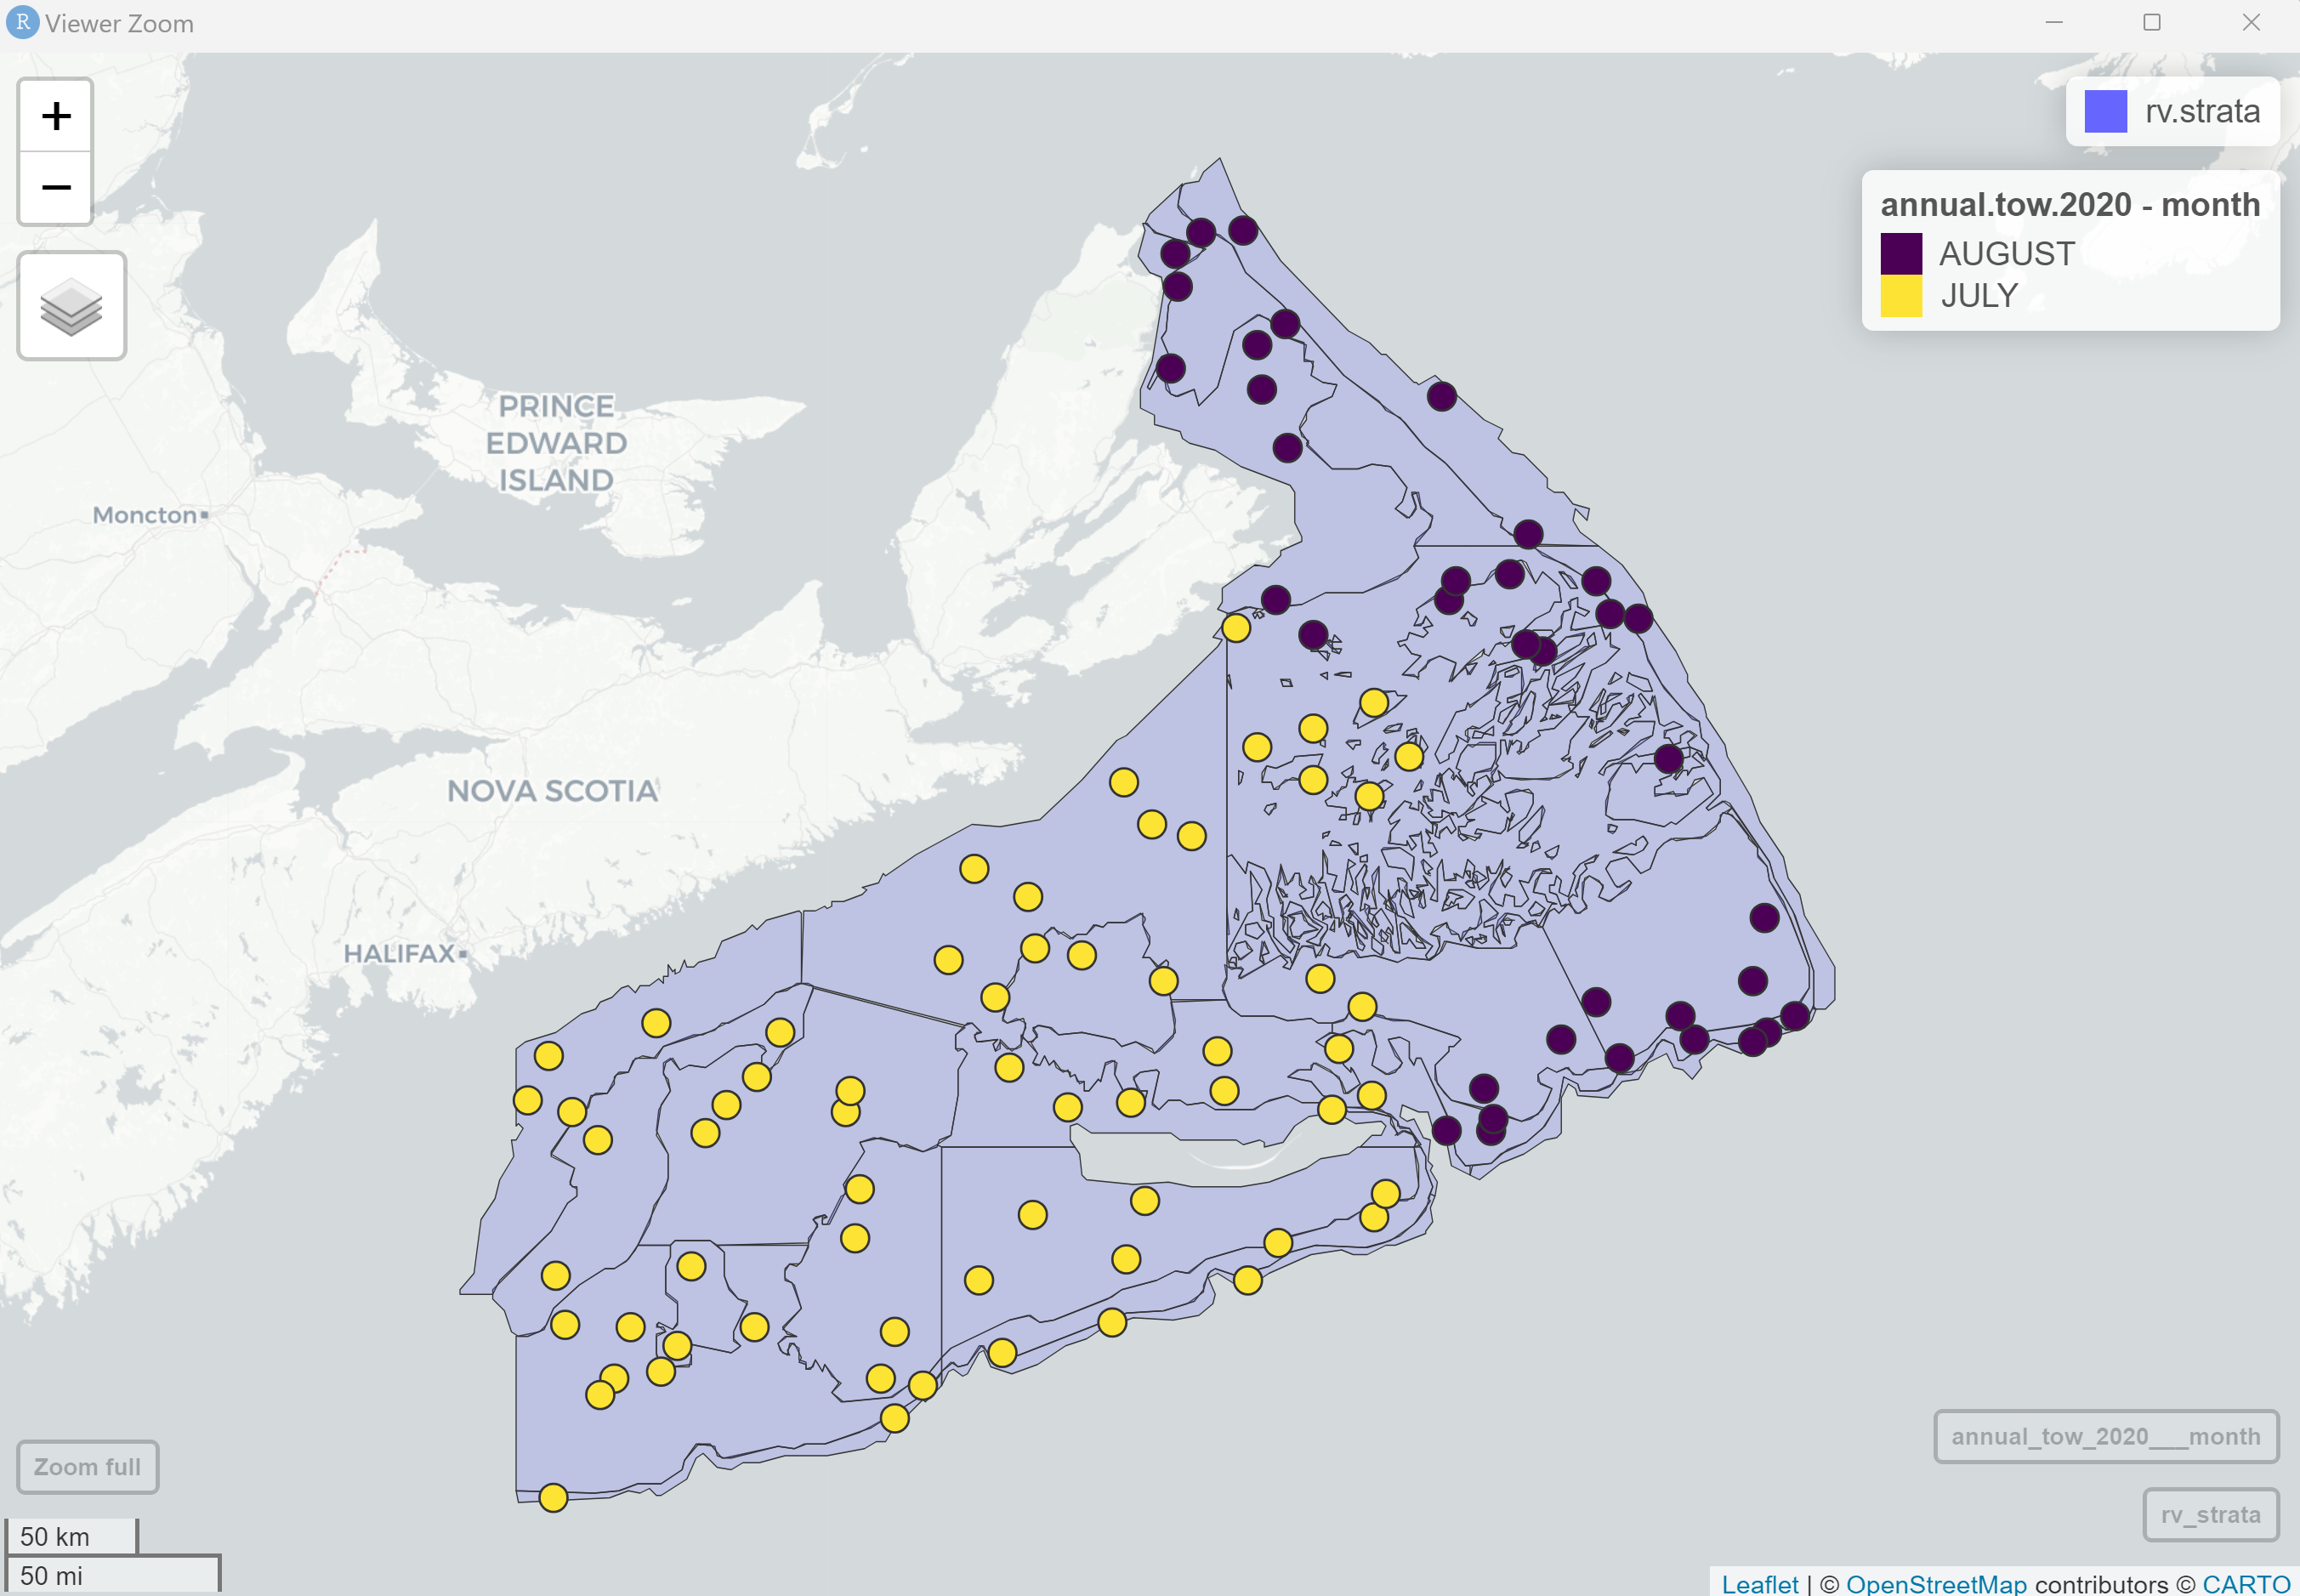 R Viewer Zoom
+
−
rv.strata
annual.tow.2020 - month
AUGUST
JULY
PRINCE
EDWARD
ISLAND
Moncton
NOVA SCOTIA
HALIFAX
annual_tow_2020___month
Zoom full
rv_strata
50 km
50 mi
Leaflet | © OpenStreetMap contributors © CARTO